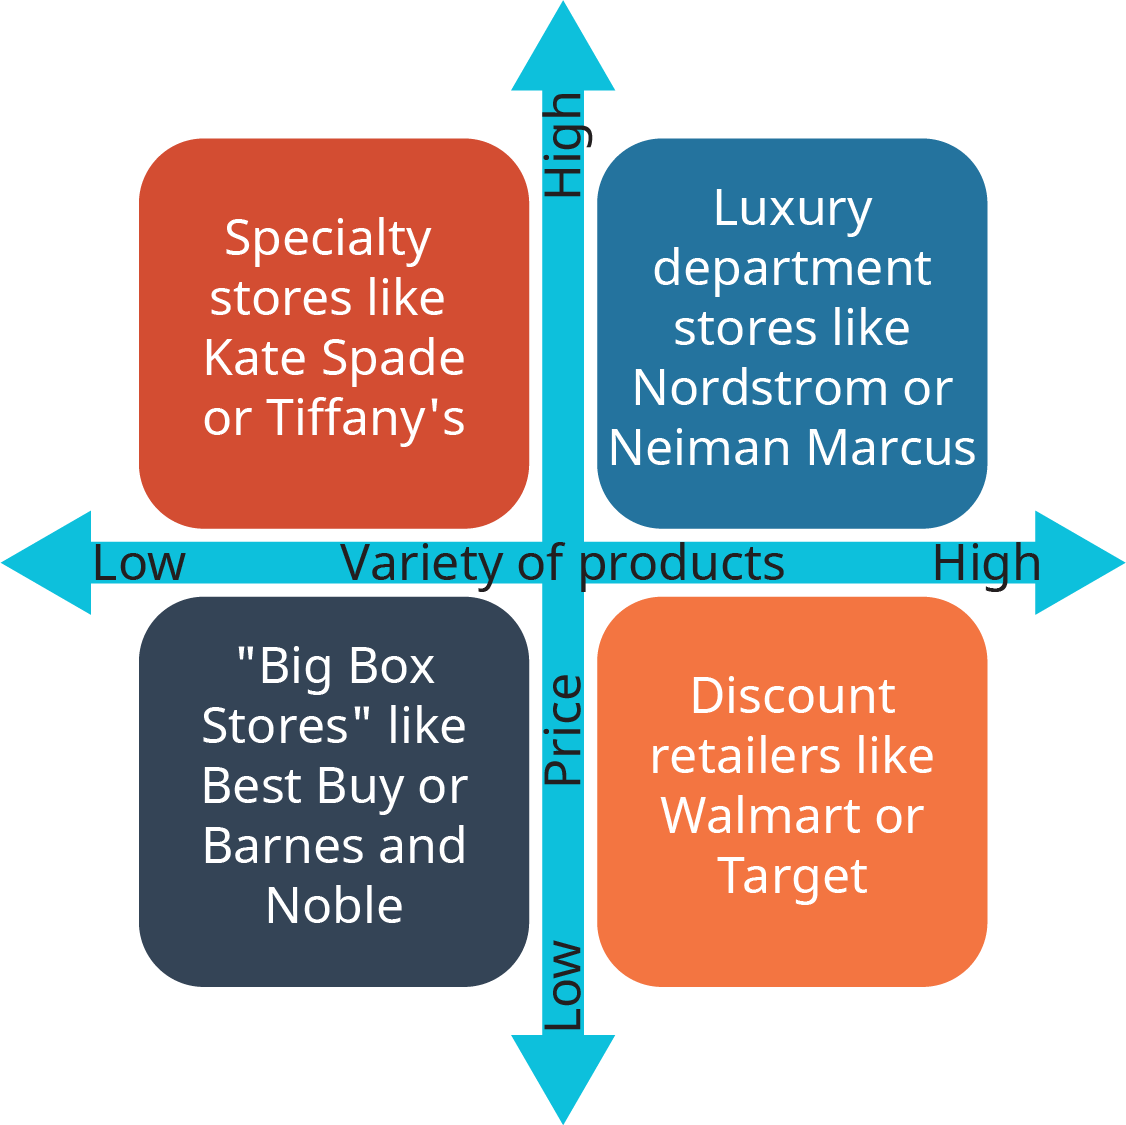 High
Specialty
stores like
Kate Spade
or Tiffany's
Luxury
department
stores like
Nordstrom or
Neiman Marcus
Low
Variety of products
High
"Big Box
Stores" like
Best Buy or
Barnes and
Noble
Price
Discount
retailers like
Walmart or
Target
Low